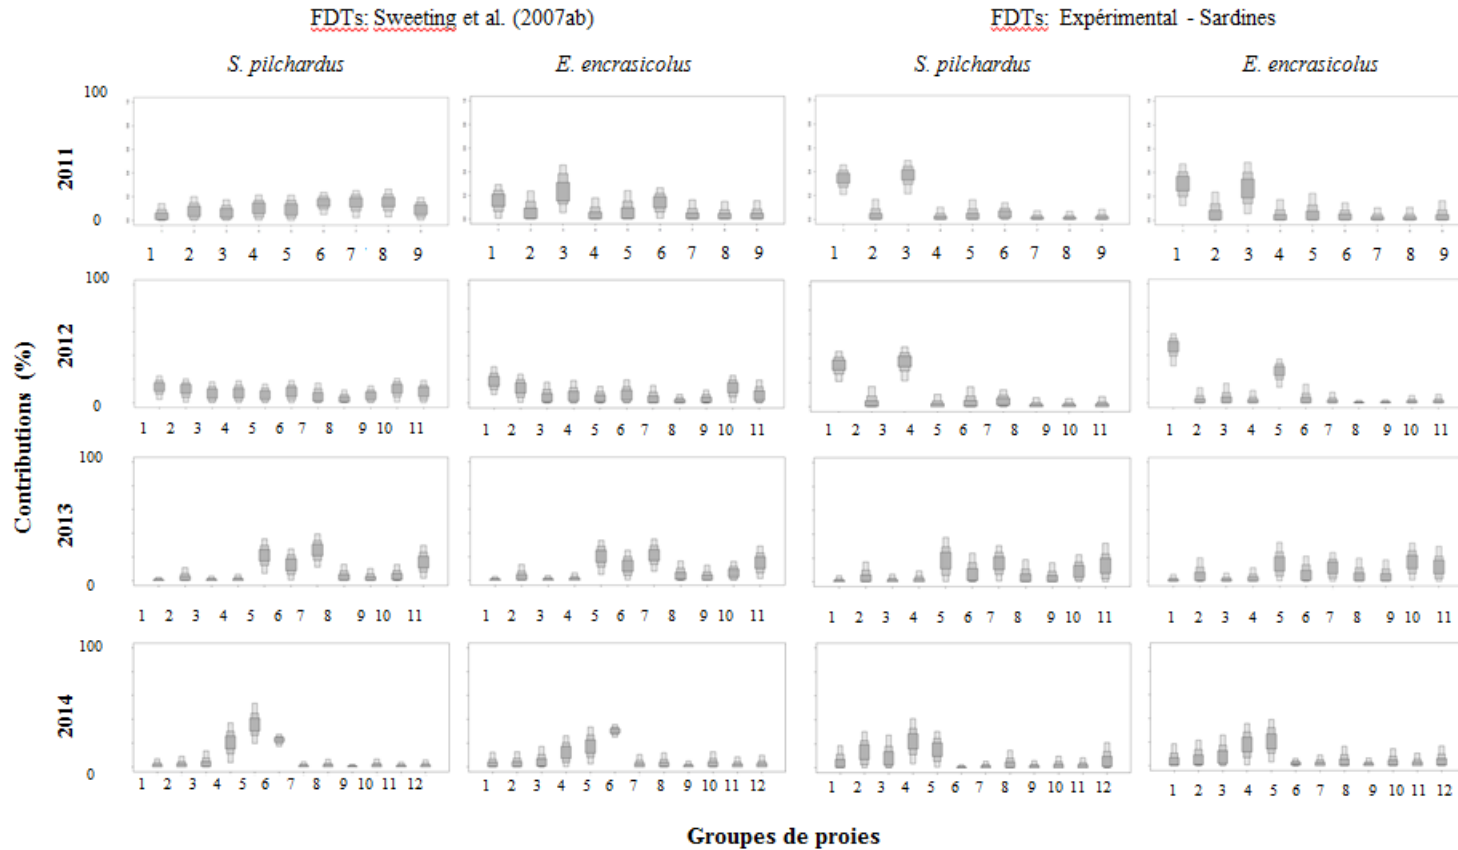 FDTs: Sweeting et al. (2007ab) FDTs: Expérimental - Sardines
S. pilchardus E. encrasicolus S. pilchardus E. encrasicolus
Contributions (%)
2011
100
0
1 2 3 4 5 6 7 8 9 1 2 3 4 5 6 7 8 9 1 2 3 4 5 6 7 8 9 1 2 3 4 5 6 7 8 9
2012
100
0
1 2 3 4 5 6 7 8 9 10 11 1 2 3 4 5 6 7 8 9 10 11 1 2 3 4 5 6 7 8 9 10 11 1 2 3 4 5 6 7 8 9 10 11
2013
100
0
1 2 3 4 5 6 7 8 9 10 11 1 2 3 4 5 6 7 8 9 10 11 1 2 3 4 5 6 7 8 9 10 11 1 2 3 4 5 6 7 8 9 10 11
2014
100
0
1 2 3 4 5 6 7 8 9 10 11 12 1 2 3 4 5 6 7 8 9 10 11 12 1 2 3 4 5 6 7 8 9 10 11 12 1 2 3 4 5 6 7 8 9 10 11 12
Groupes de proies